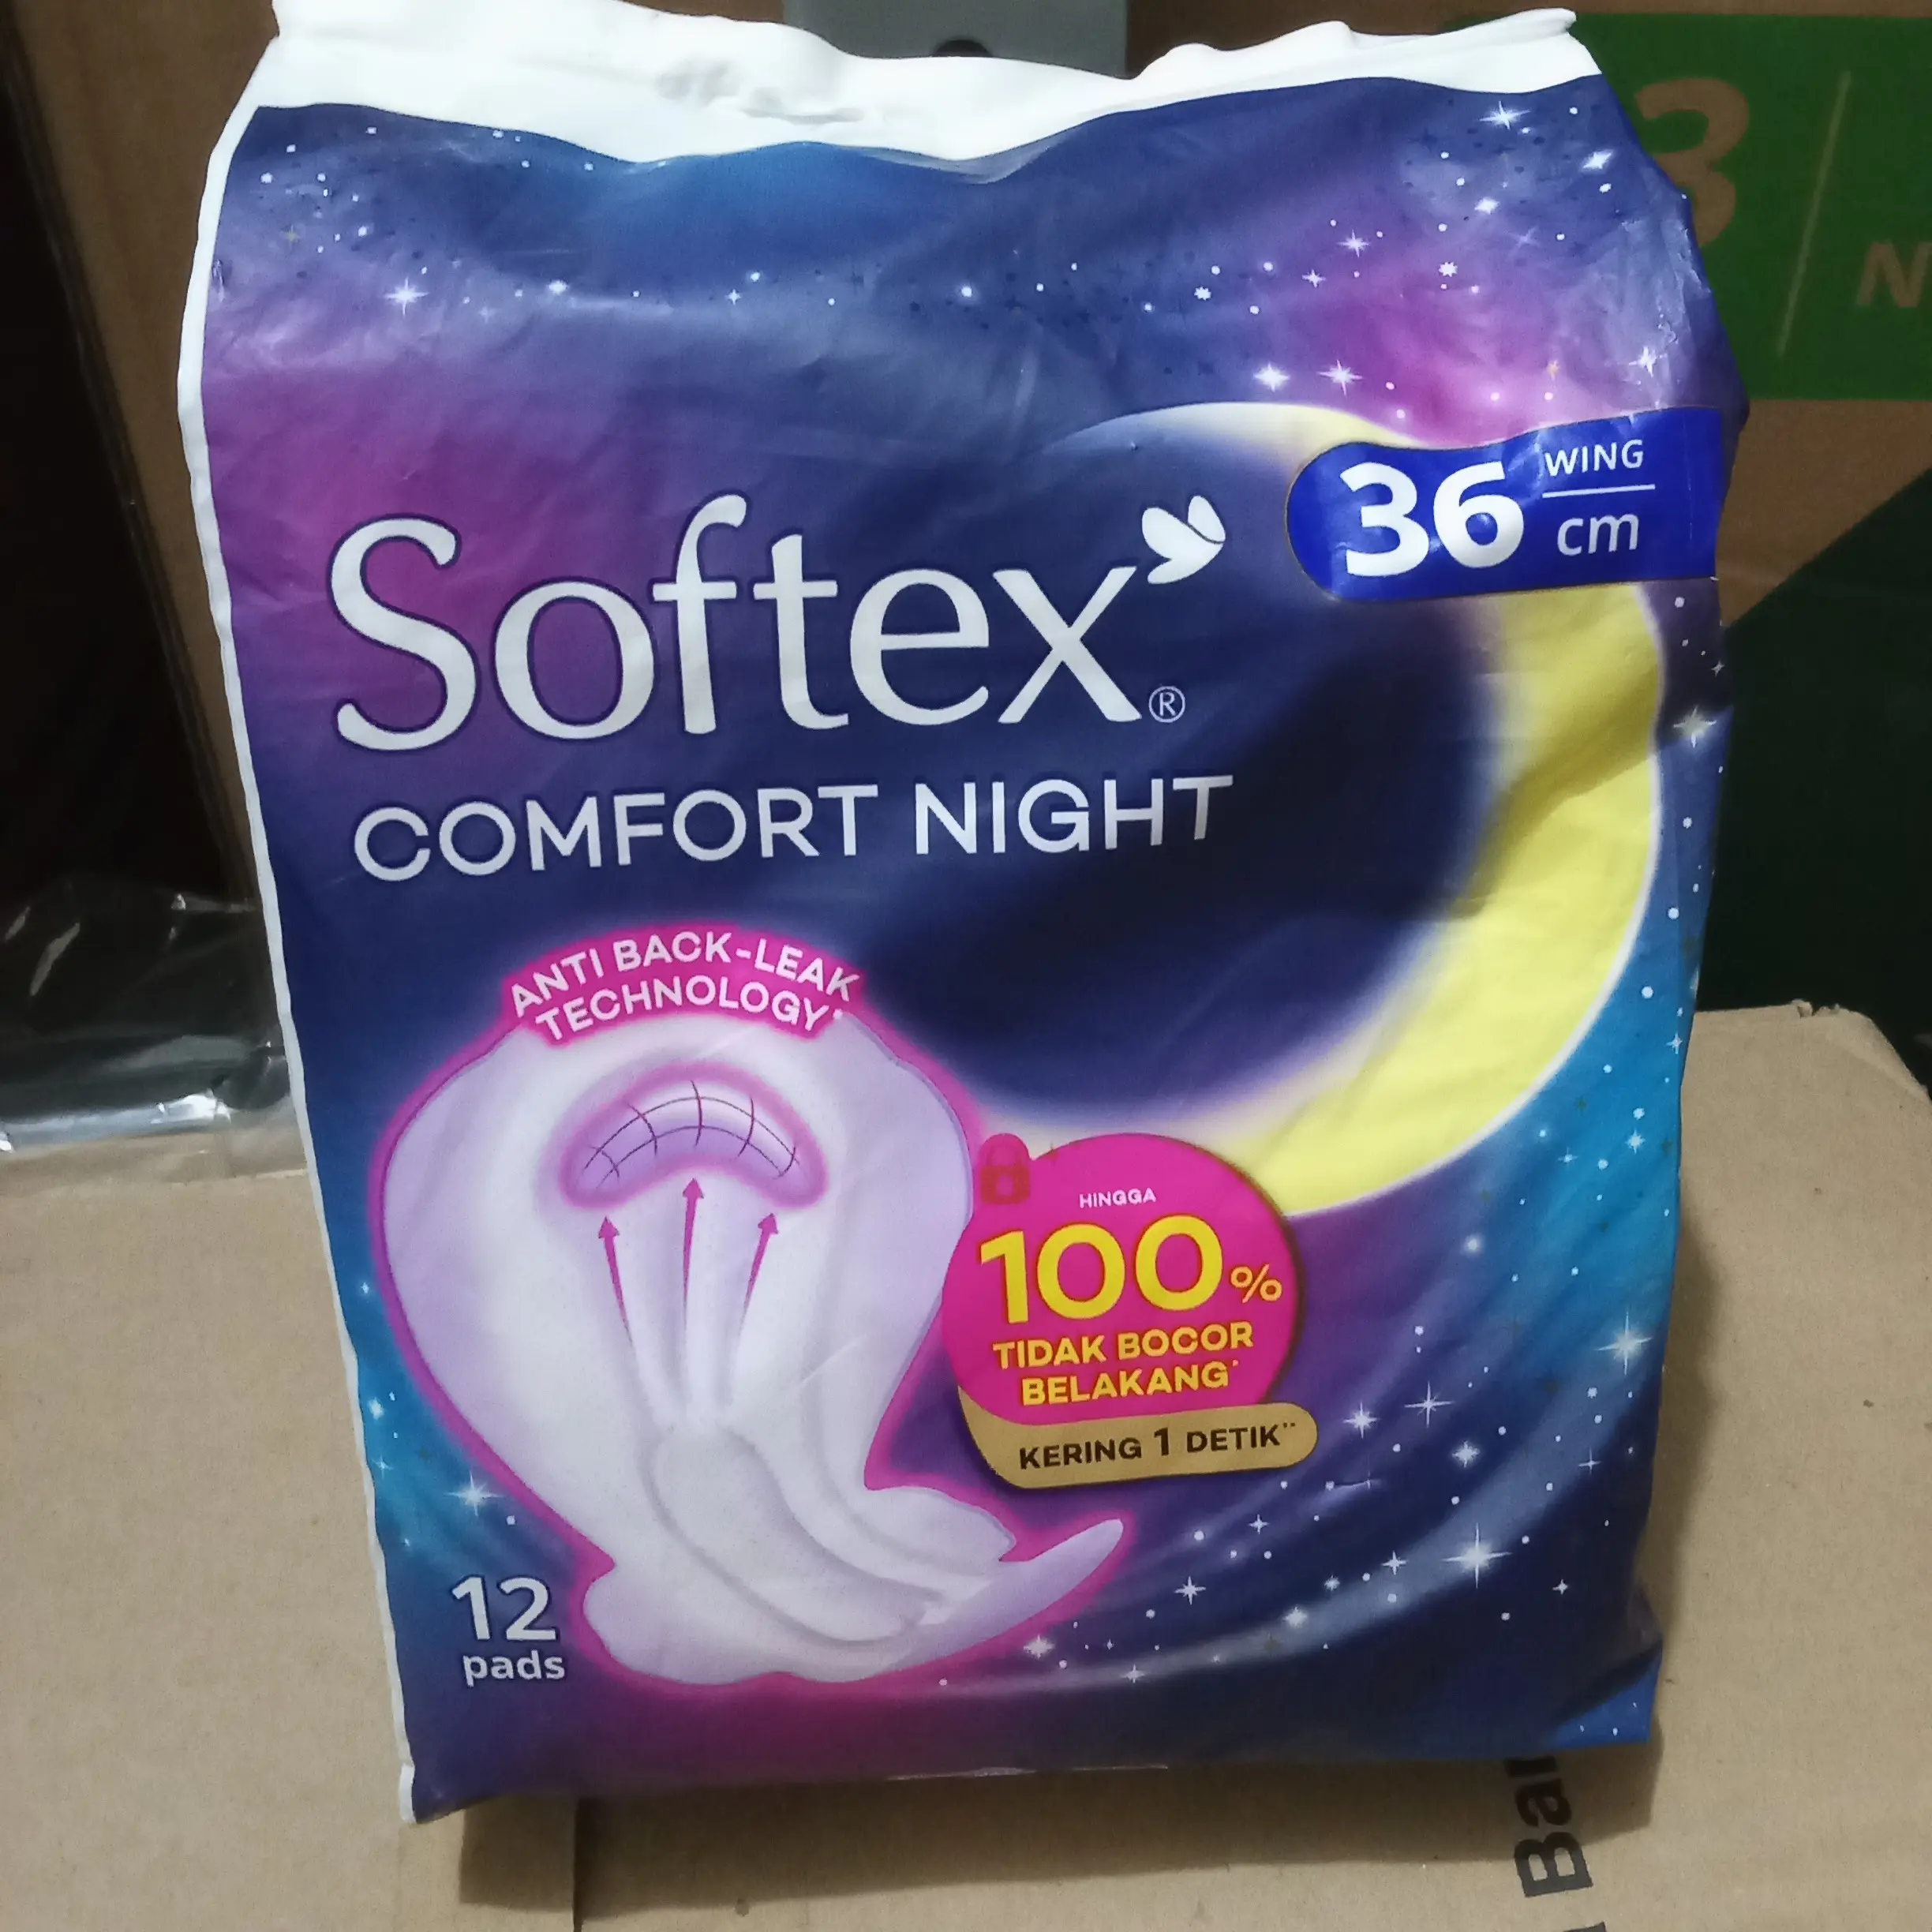 3
N
36 WING
cm
Softex®
COMFORT NIGHT
ANTI BACK-LEAK
TECHNOLOGY*
HINGGA
100%
TIDAK BOCOR
BELAKANG*
KERING 1 DETIK**
12
pads